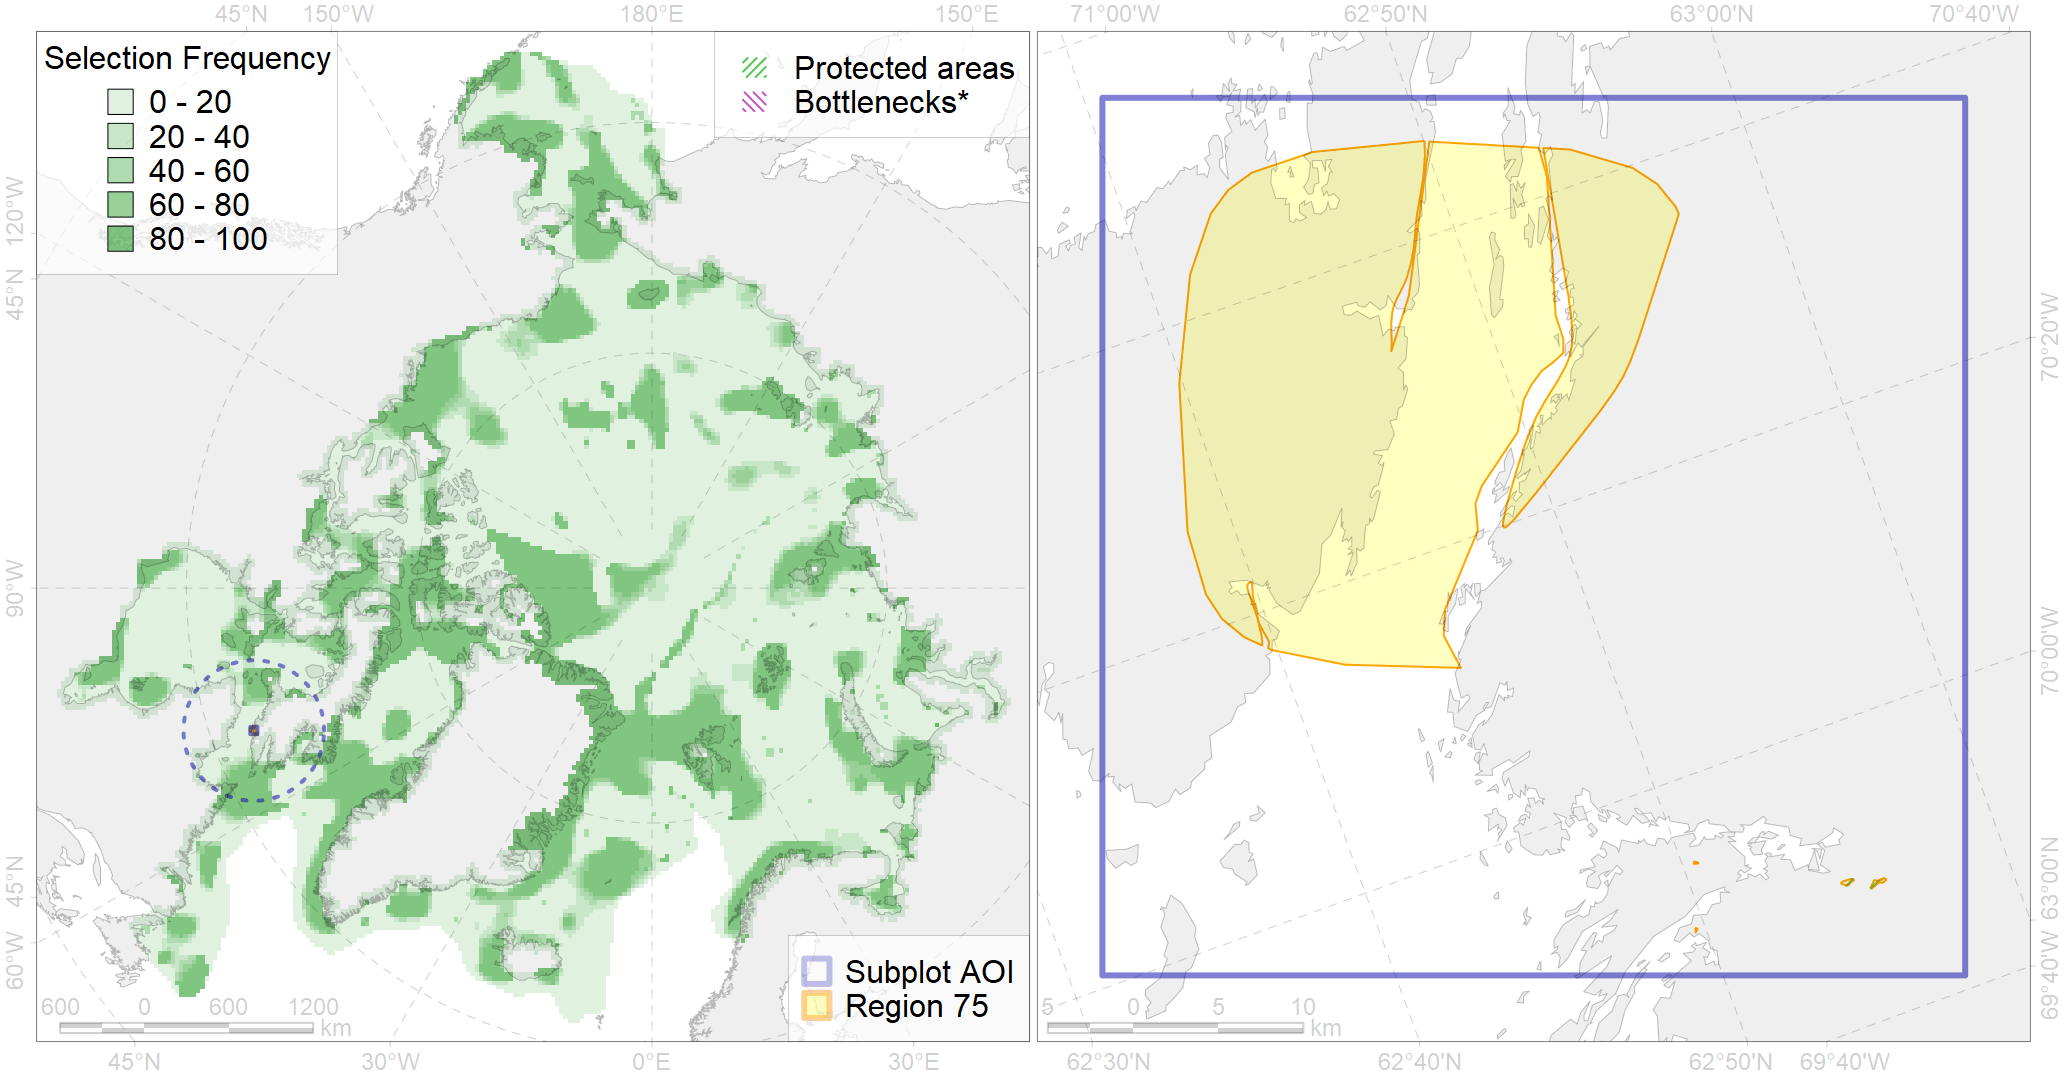 45°N 150°W 180°E 150°E 71°00'W 62°50'N 63°00'N 70°40'W
Selection Frequency
0 - 20
20 - 40
40 - 60
60 - 80
80 - 100
Protected areas
Bottlenecks*
120°W
45°N
90°W
45°N
60°W
70°20'W
70°00'W
63°00'N
69°40'W
Subplot AOI
Region 75
600 0 600 1200 km
5 0 5 10 km
45°N 30°W 0°E 30°E 62°30'N 62°40'N 62°50'N 69°40'W